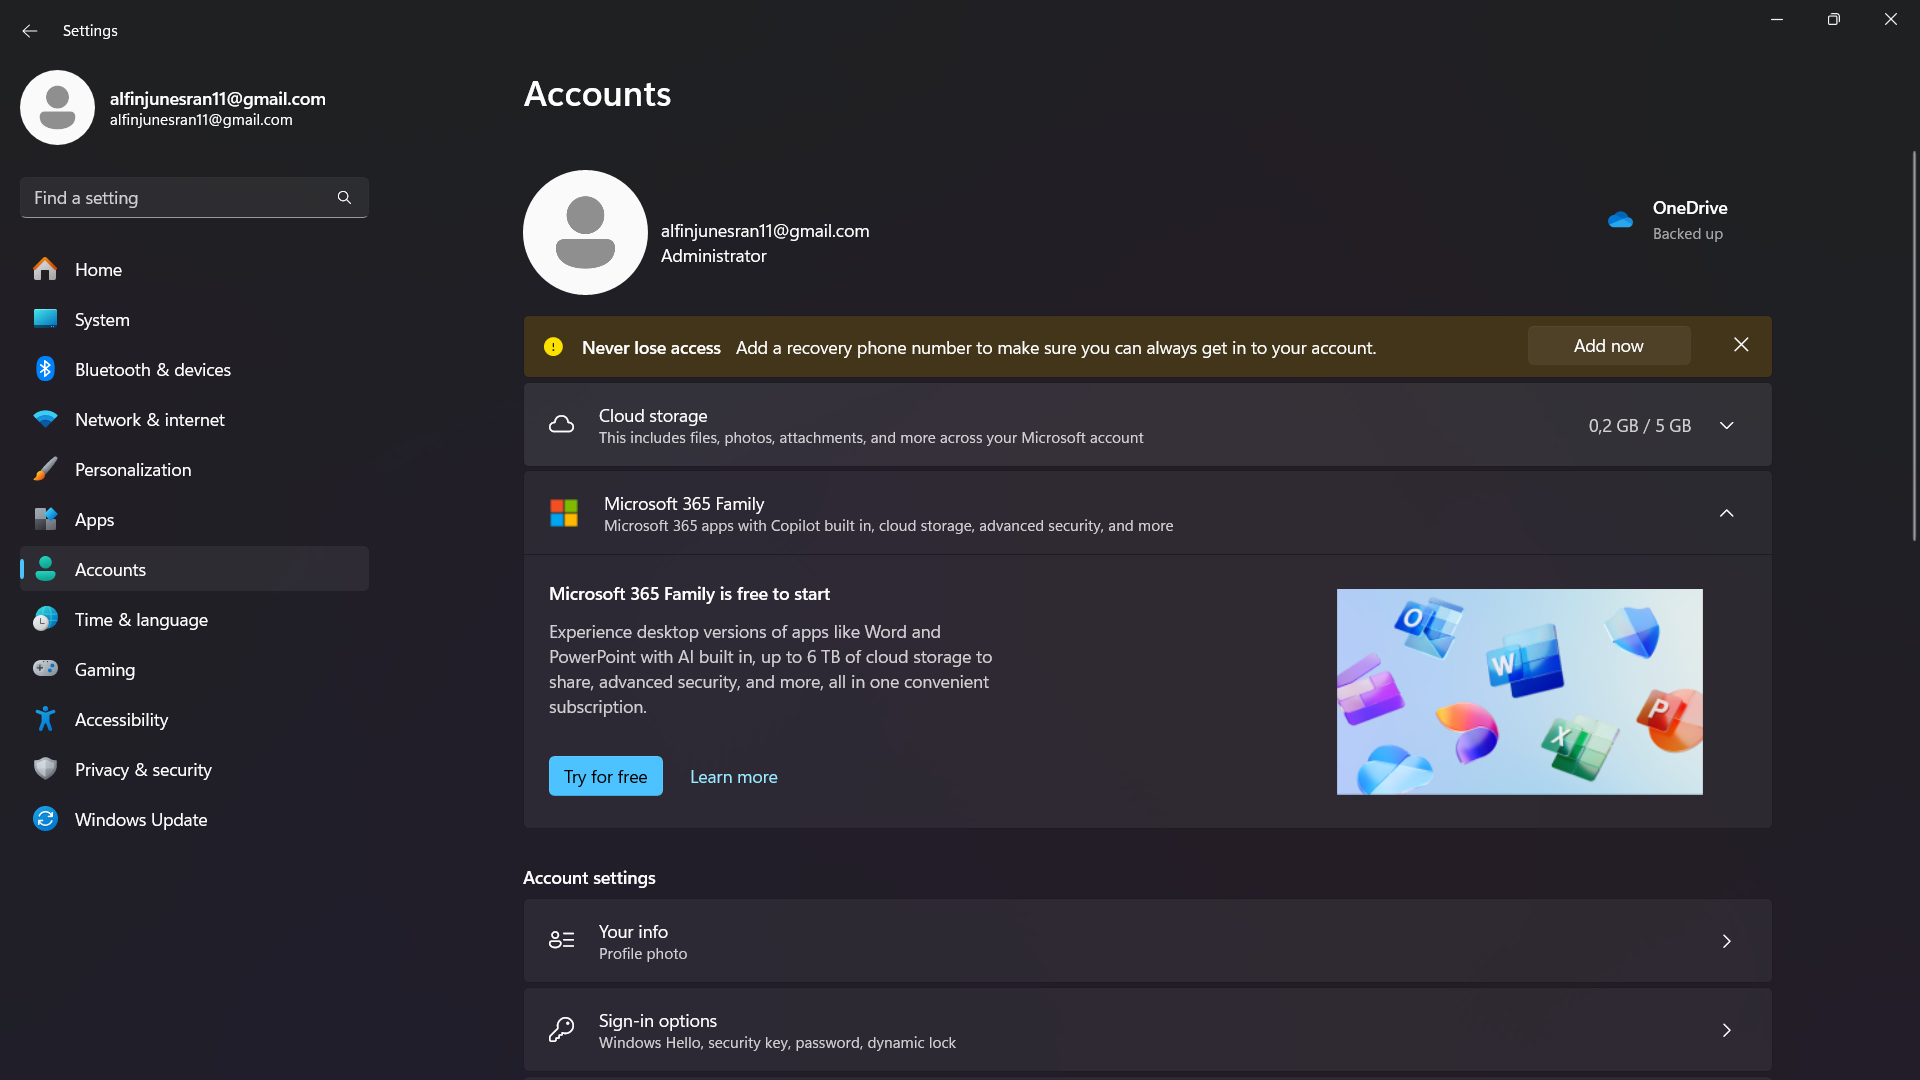 Settings
alfinjunesran11@gmail.com
alfinjunesran11@gmail.com
Find a setting
Home
System
Bluetooth & devices
Network & internet
Personalization
Apps
Accounts
Time & language
Gaming
Accessibility
Privacy & security
Windows Update
Accounts
alfinjunesran11@gmail.com
Administrator
OneDrive
Backed up
Never lose access Add a recovery phone number to make sure you can always get in to your account.
Add now
Cloud storage
This includes files, photos, attachments, and more across your Microsoft account
0,2 GB / 5 GB
Microsoft 365 Family
Microsoft 365 apps with Copilot built in, cloud storage, advanced security, and more
Microsoft 365 Family is free to start
Experience desktop versions of apps like Word and
PowerPoint with AI built in, up to 6 TB of cloud storage to
share, advanced security, and more, all in one convenient
subscription.
Try for free
Learn more
O
W
X
P
Account settings
Your info
Profile photo
Sign-in options
Windows Hello, security key, password, dynamic lock